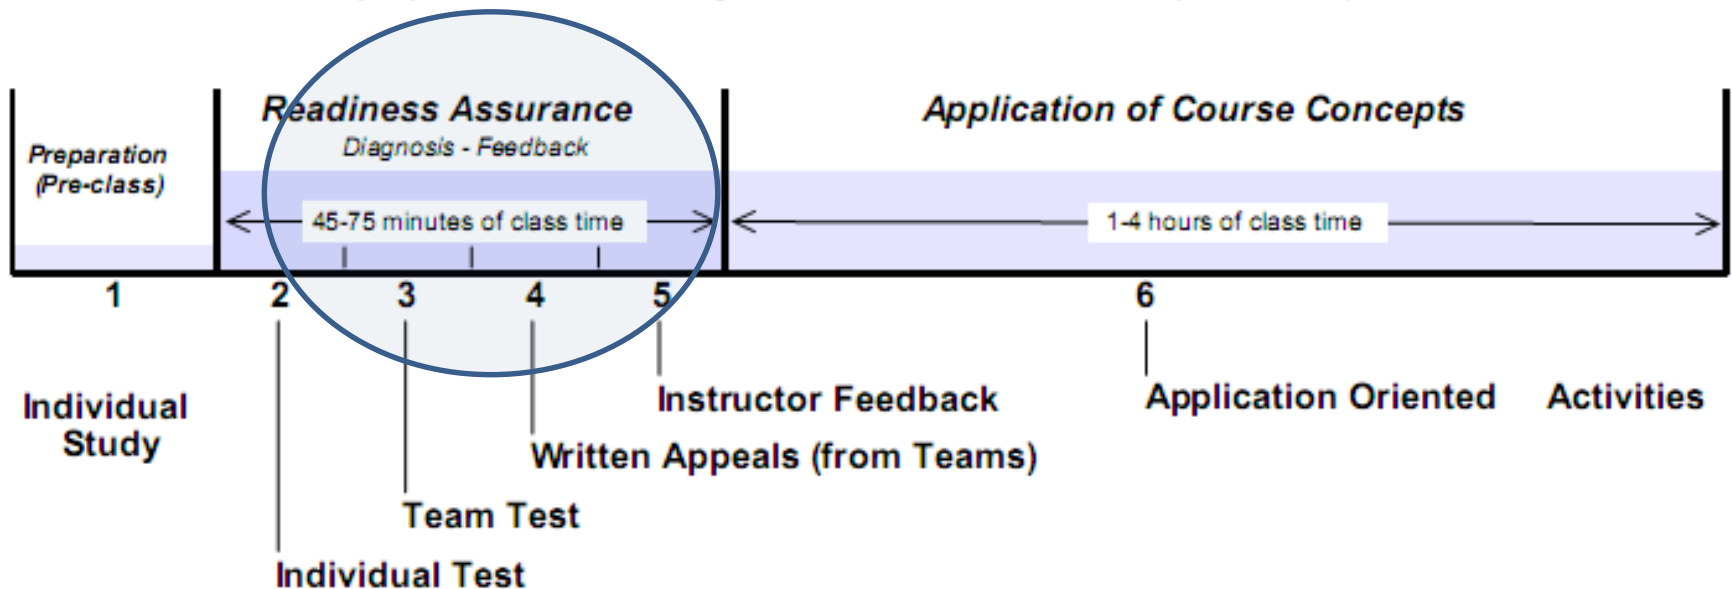 Readiness Assurance
Diagnosis - Feedback
Application of Course Concepts
Preparation
(Pre-class)
45-75 minutes of class time
1-4 hours of class time
1 2 3 4 5 6
Individual
Study
Instructor Feedback
Application Oriented Activities
Written Appeals (from Teams)
Team Test
Individual Test